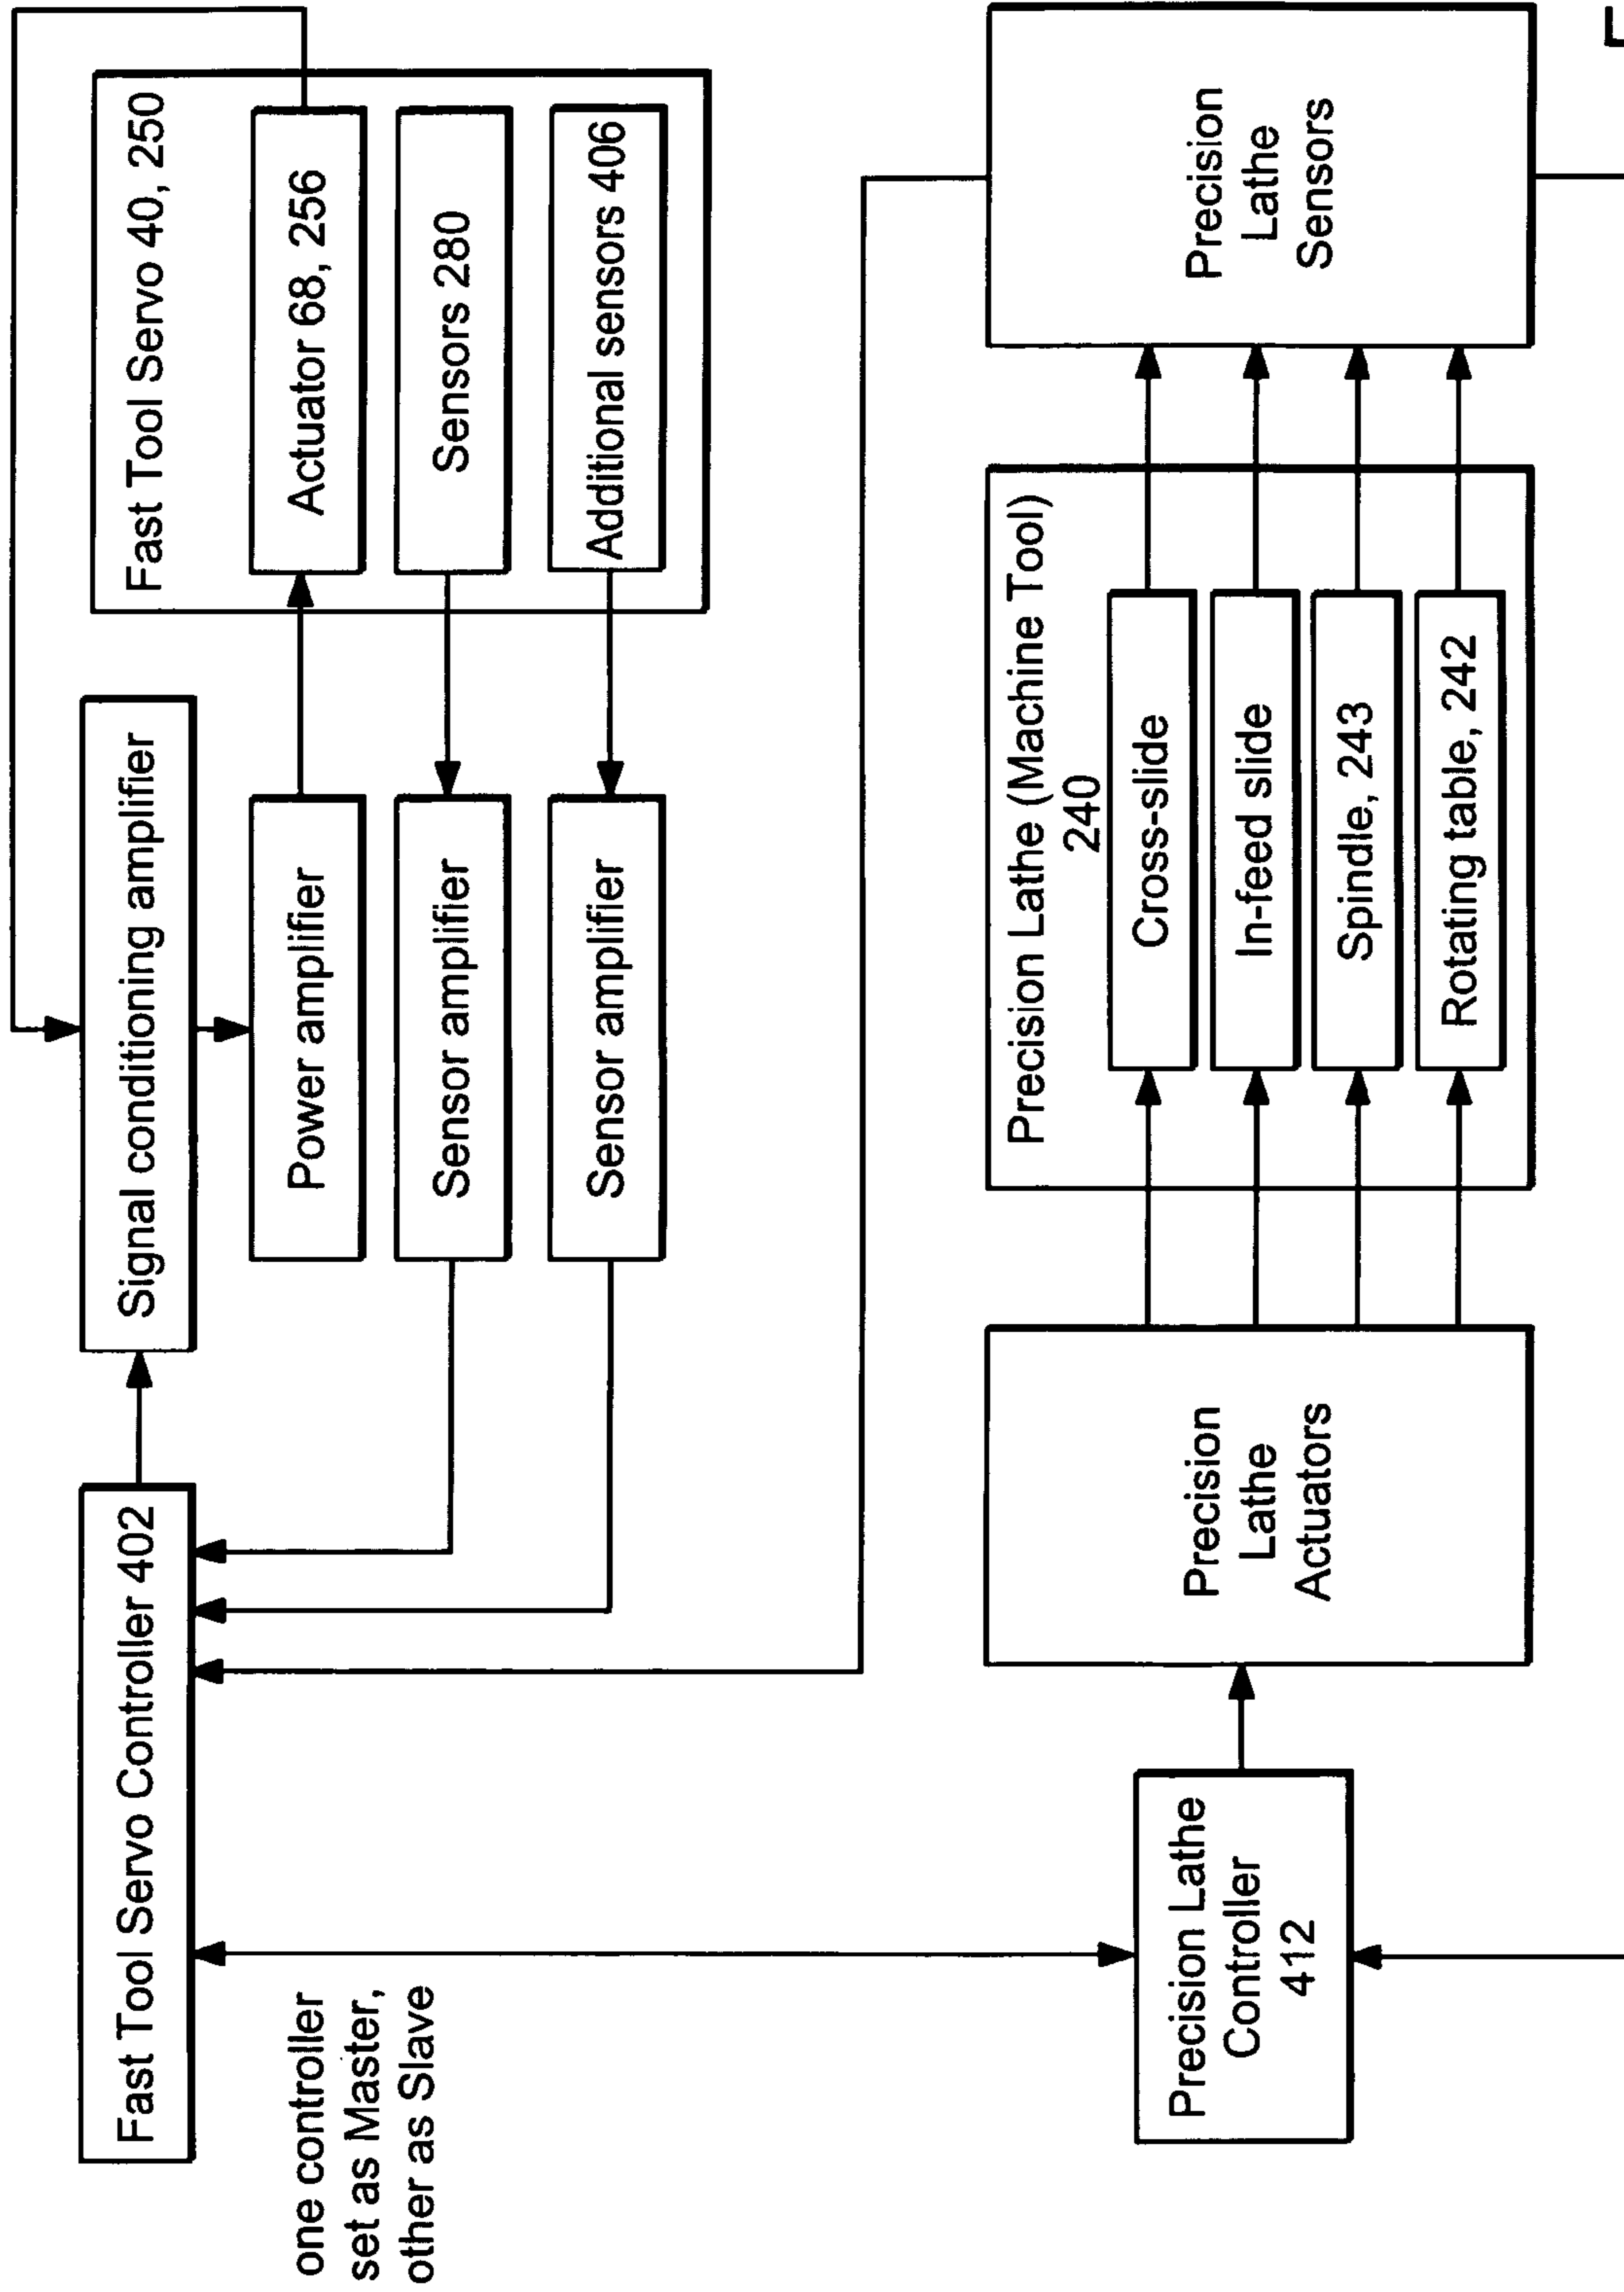 Fast Tool Servo Controller 402
Signal conditioning amplifier
Fast Tool Servo 40, 250
Power amplifier
Actuator 68, 256
Sensor amplifier
Sensors 280
Sensor amplifier
Additional sensors 406
one controller
set as Master,
other as Slave
Precision Lathe
Controller
412
Precision
Lathe
Actuators
Precision Lathe (Machine Tool)
240
Cross-slide
In-feed slide
Spindle, 243
Rotating table, 242
Precision
Lathe
Sensors